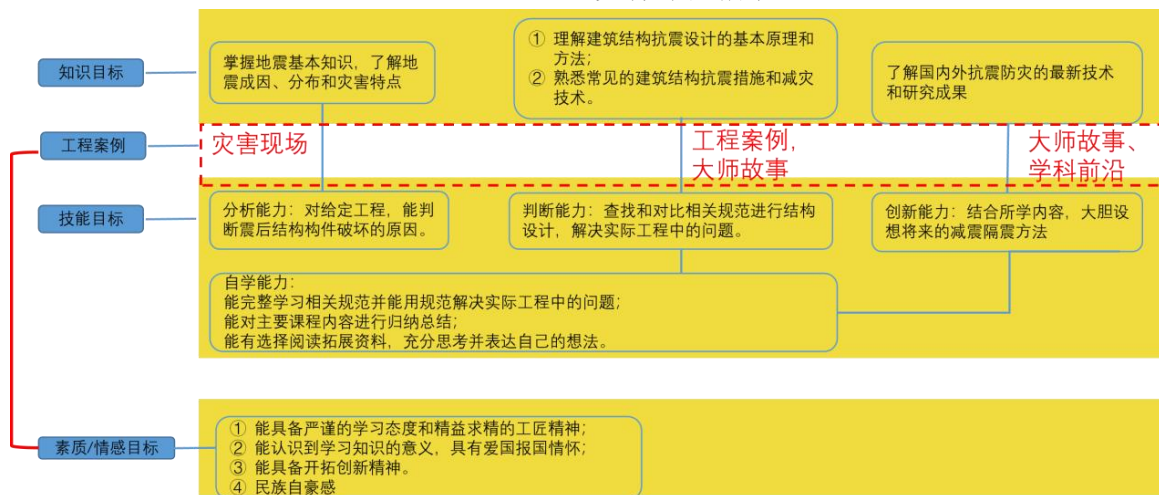 知识目标
掌握地震基本知识，了解地
震成因、分布和灾害特点
① 理解建筑结构抗震设计的基本原理和
方法；
② 熟悉常见的建筑结构抗震措施和减灾
技术。
了解国内外抗震防灾的最新技术
和研究成果
工程案例
灾害现场
工程案例，
大师故事
大师故事、
学科前沿
技能目标
分析能力：对给定工程，能判
断震后结构构件破坏的原因。
判断能力：查找和对比相关规范进行结构
设计，解决实际工程中的问题。
创新能力：结合所学内容，大胆设
想将来的减震隔震方法
自学能力：
能完整学习相关规范并能用规范解决实际工程中的问题；
能对主要课程内容进行归纳总结；
能有选择阅读拓展资料，充分思考并表达自己的想法。
素质/情感目标
① 能具备严谨的学习态度和精益求精的工匠精神；
② 能认识到学习知识的意义，具有爱国报国情怀；
③ 能具备开拓创新精神。
④ 民族自豪感